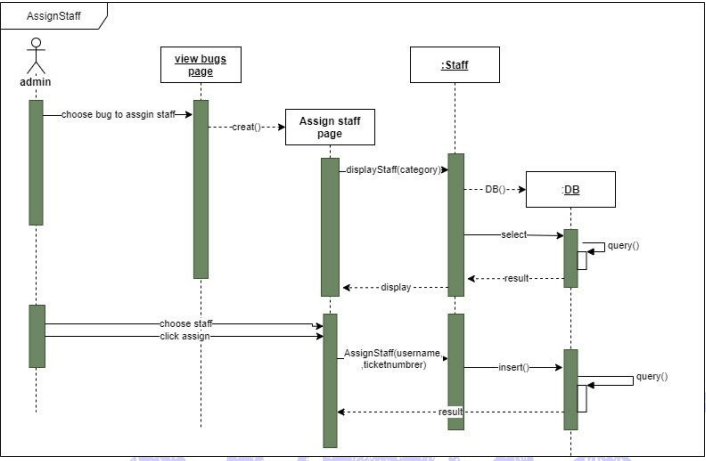 AssignStaff
admin
view bugs
page
:Staff
choose bug to assgin staff
creat()
Assign staff
page
displayStaff(category)
DB()
:DB
select
query()
result
display
choose staff
click assign
AssignStaff(username,
,ticketnumbrer)
insert()
query()
result